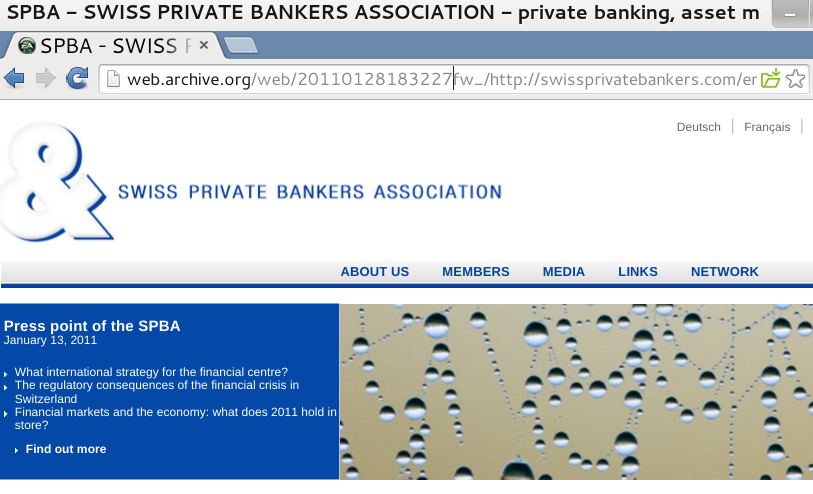 SPBA – SWISS PRIVATE BANKERS ASSOCIATION – private banking, asset m
SPBA - SWISS P
web.archive.org/web/20110128183227fw_/http://swissprivatebankers.com/er
Deutsch
Français
&
SWISS PRIVATE BANKERS ASSOCIATION
ABOUT US MEMBERS MEDIA LINKS NETWORK
Press point of the SPBA
January 13, 2011
What international strategy for the financial centre?
The regulatory consequences of the financial crisis in
Switzerland
Financial markets and the economy: what does 2011 hold in
store?
Find out more